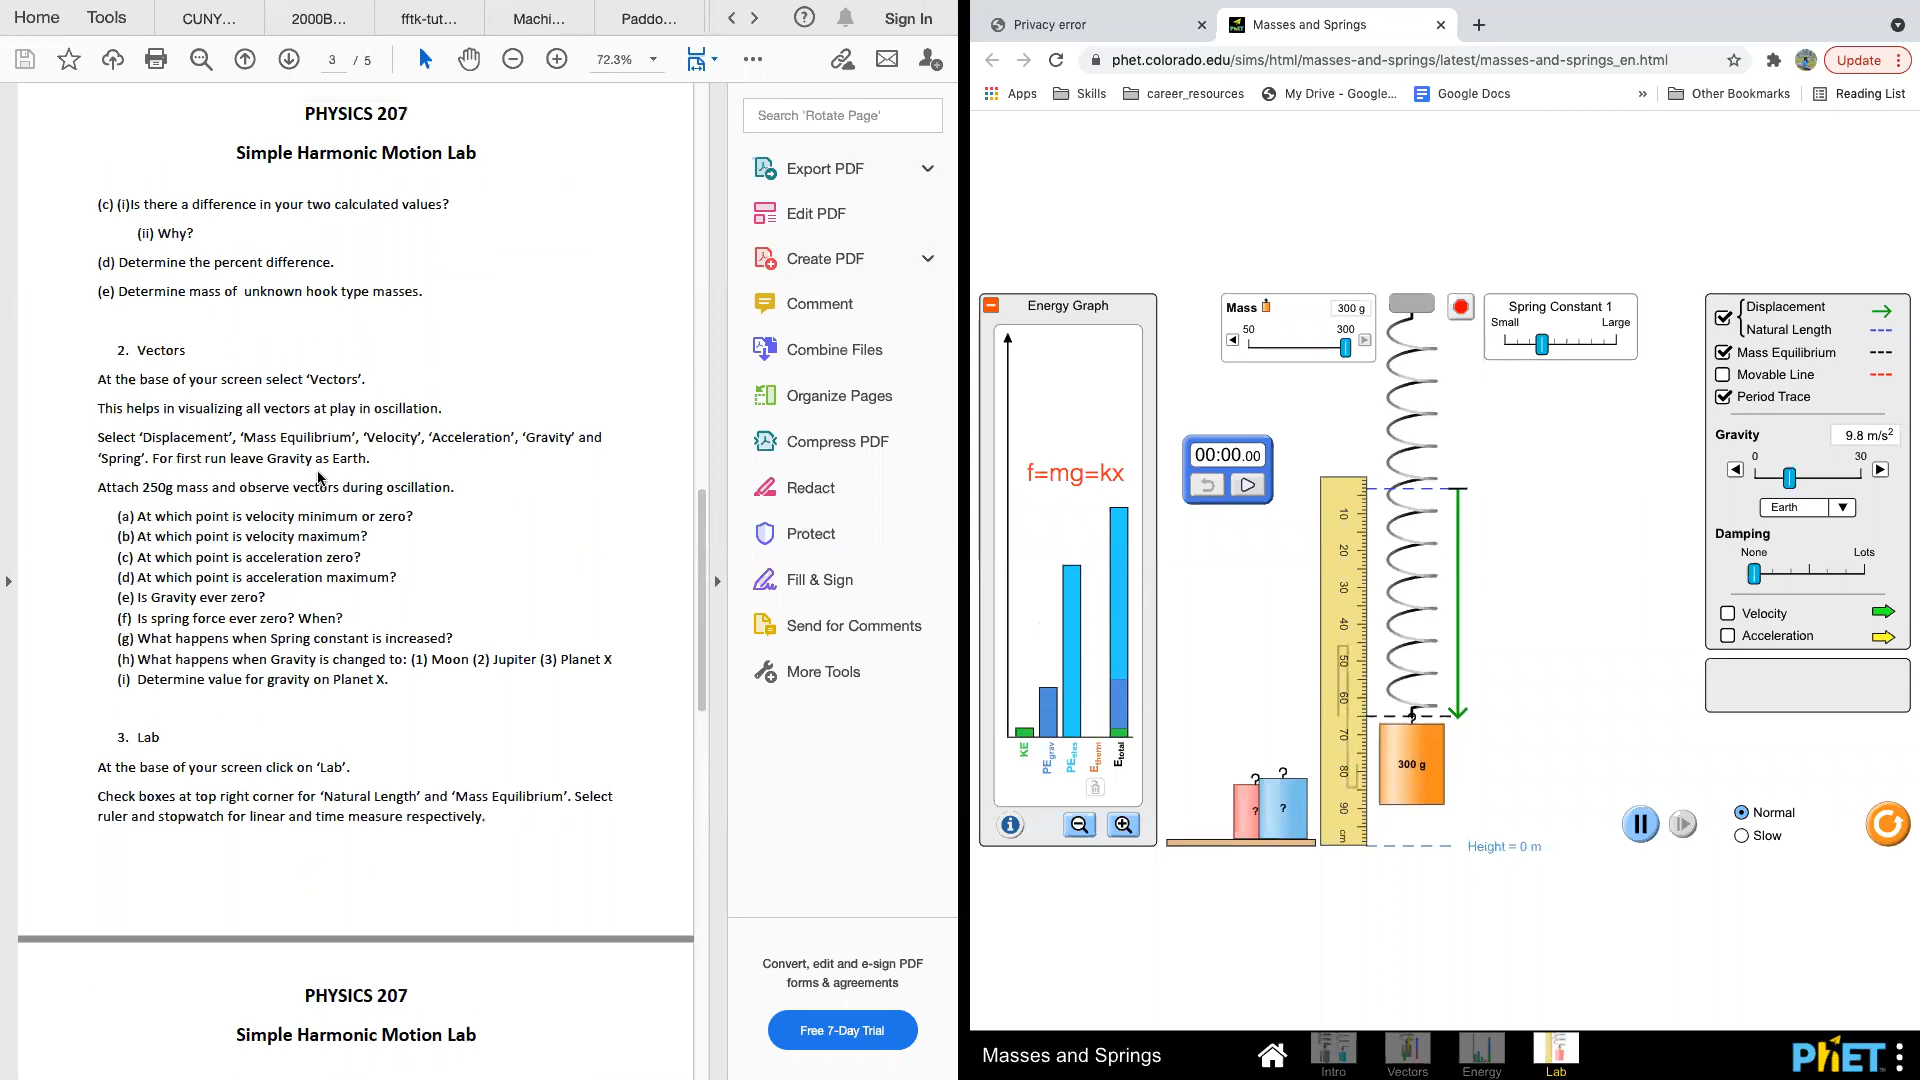 Home
Tools
CUNY...
2000B...
fftk-tut...
Machi...
Paddo...
Sign In
3 / 5
72.3%
PHYSICS 207
Simple Harmonic Motion Lab
(c) (i)Is there a difference in your two calculated values?
(ii) Why?
(d) Determine the percent difference.
(e) Determine mass of unknown hook type masses.
2. Vectors
At the base of your screen select ‘Vectors’.
This helps in visualizing all vectors at play in oscillation.
Select ‘Displacement’, ‘Mass Equilibrium’, ‘Velocity’, ‘Acceleration’, ‘Gravity’ and
‘Spring’. For first run leave Gravity as Earth.
Attach 250g mass and observe vectors during oscillation.
(a) At which point is velocity minimum or zero?
(b) At which point is velocity maximum?
(c) At which point is acceleration zero?
(d) At which point is acceleration maximum?
(e) Is Gravity ever zero?
(f) Is spring force ever zero? When?
(g) What happens when Spring constant is increased?
(h) What happens when Gravity is changed to: (1) Moon (2) Jupiter (3) Planet X
(i) Determine value for gravity on Planet X.
3. Lab
At the base of your screen click on ‘Lab’.
Check boxes at top right corner for ‘Natural Length’ and ‘Mass Equilibrium’. Select
ruler and stopwatch for linear and time measure respectively.
PHYSICS 207
Simple Harmonic Motion Lab
Search 'Rotate Page'
Export PDF
Edit PDF
Create PDF
Comment
Combine Files
Organize Pages
Compress PDF
Redact
Protect
Fill & Sign
Send for Comments
More Tools
Convert, edit and e-sign PDF
forms & agreements
Free 7-Day Trial
Privacy error
Masses and Springs
phet.colorado.edu/sims/html/masses-and-springs/latest/masses-and-springs_en.html
Update
Apps
Skills
career_resources
My Drive - Google...
Google Docs
»
Other Bookmarks
Reading List
Energy Graph
f=mg=kx
KE
PEgrav
PEelas
Etherm
Etotal
Mass
300 g
50
300
Spring Constant 1
Small
Large
00:00.00
10
20
30
40
50
60
70
80
90
cm
300 g
?
?
Height = 0 m
Displacement
Natural Length
Mass Equilibrium
Movable Line
Period Trace
Gravity
9.8 m/s²
0
30
Earth
Damping
None
Lots
Velocity
Acceleration
Normal
Slow
Masses and Springs
Intro
Vectors
Energy
Lab
PhET